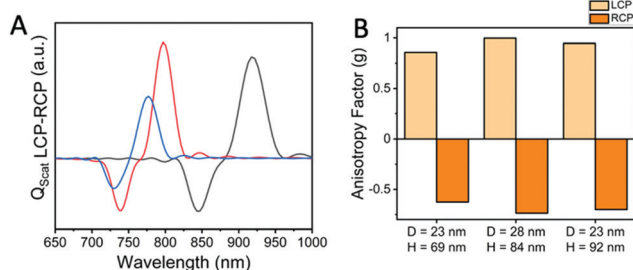 A
Q_Scat LCP-RCP (a.u.)
650 700 750 800 850 900 950 1000
Wavelength (nm)
B
LCP
RCP
Anisotropy Factor (g)
1
0.5
0
-0.5
D = 23 nm D = 28 nm D = 23 nm
H = 69 nm H = 84 nm H = 92 nm